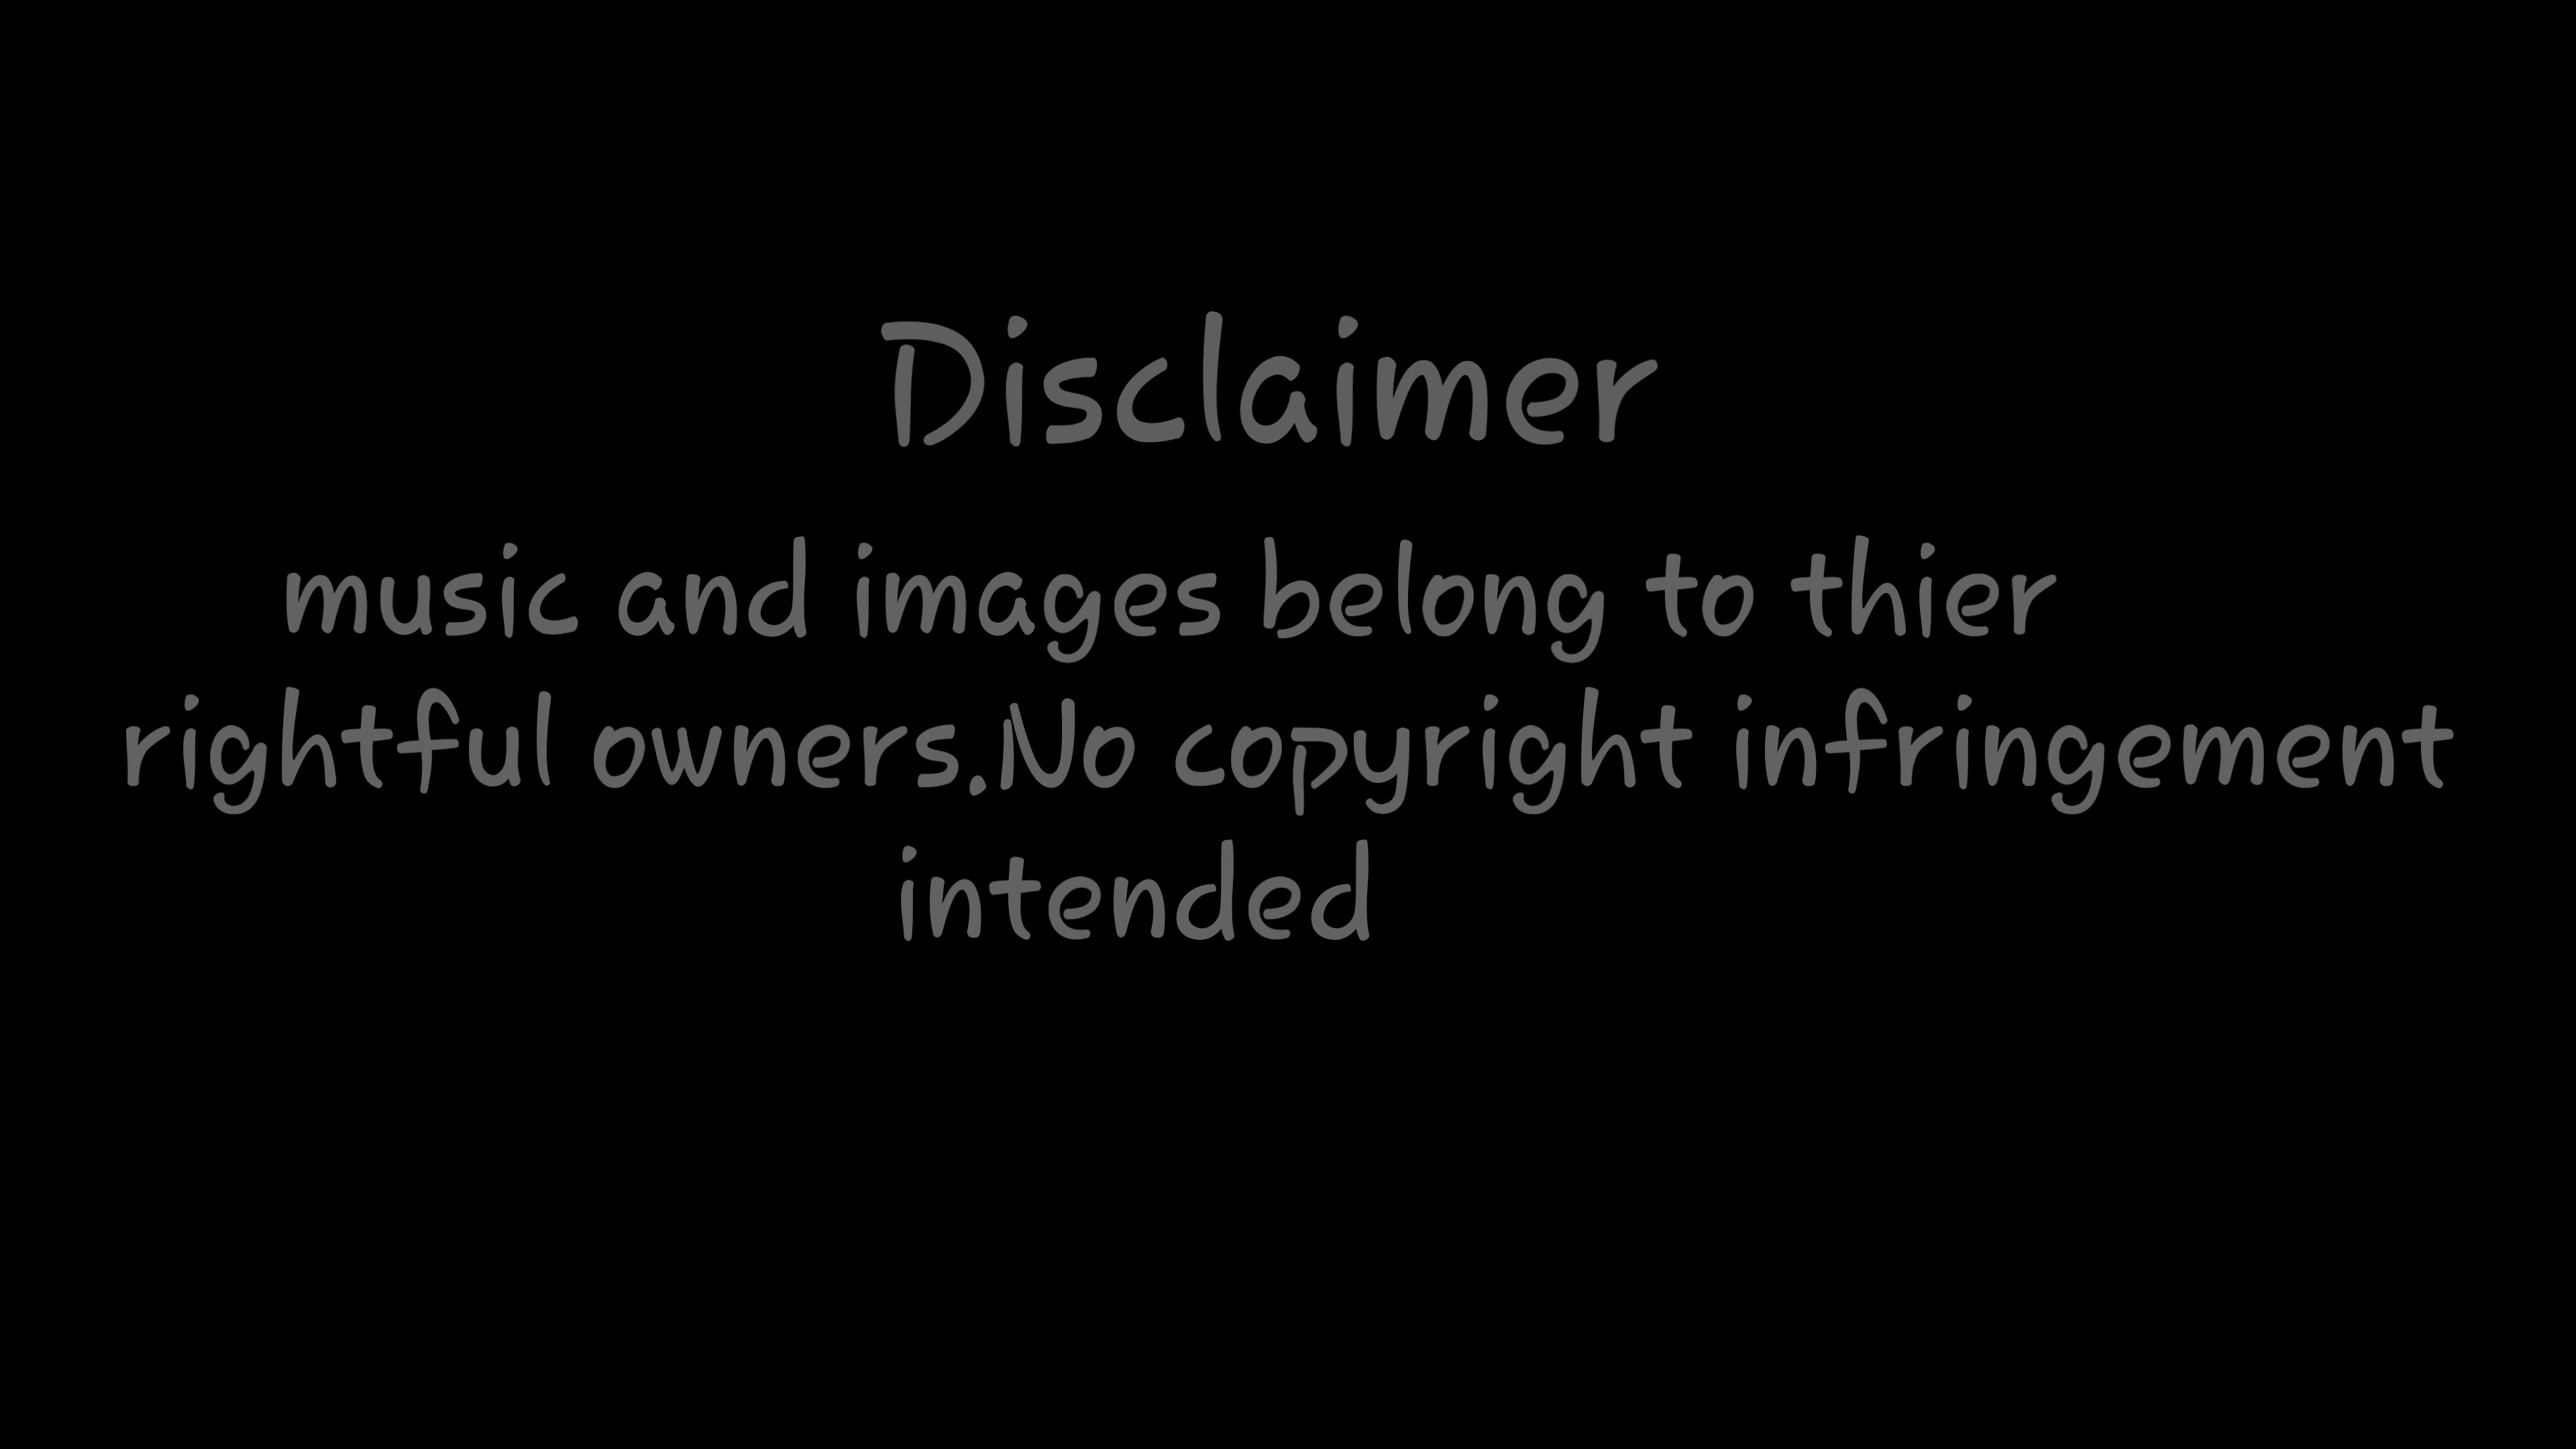 Disclaimer
music and images belong to thier
rightful owners.No copyright infringement
intended